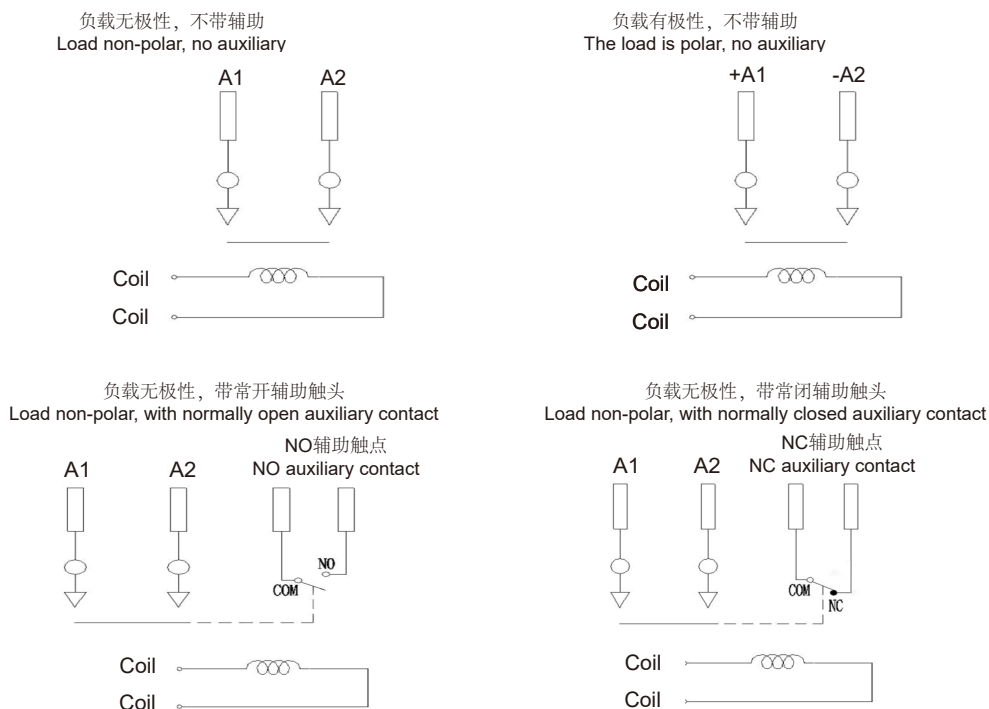 负载无极性，不带辅助
Load non-polar, no auxiliary
A1 A2
Coil
Coil
负载有极性，不带辅助
The load is polar, no auxiliary
+A1 -A2
Coil
Coil
负载无极性，带常开辅助触头
Load non-polar, with normally open auxiliary contact
NO辅助触点
A1 A2 NO auxiliary contact
NO
COM
Coil
Coil
负载无极性，带常闭辅助触头
Load non-polar, with normally closed auxiliary contact
NC辅助触点
A1 A2 NC auxiliary contact
COM
NC
Coil
Coil